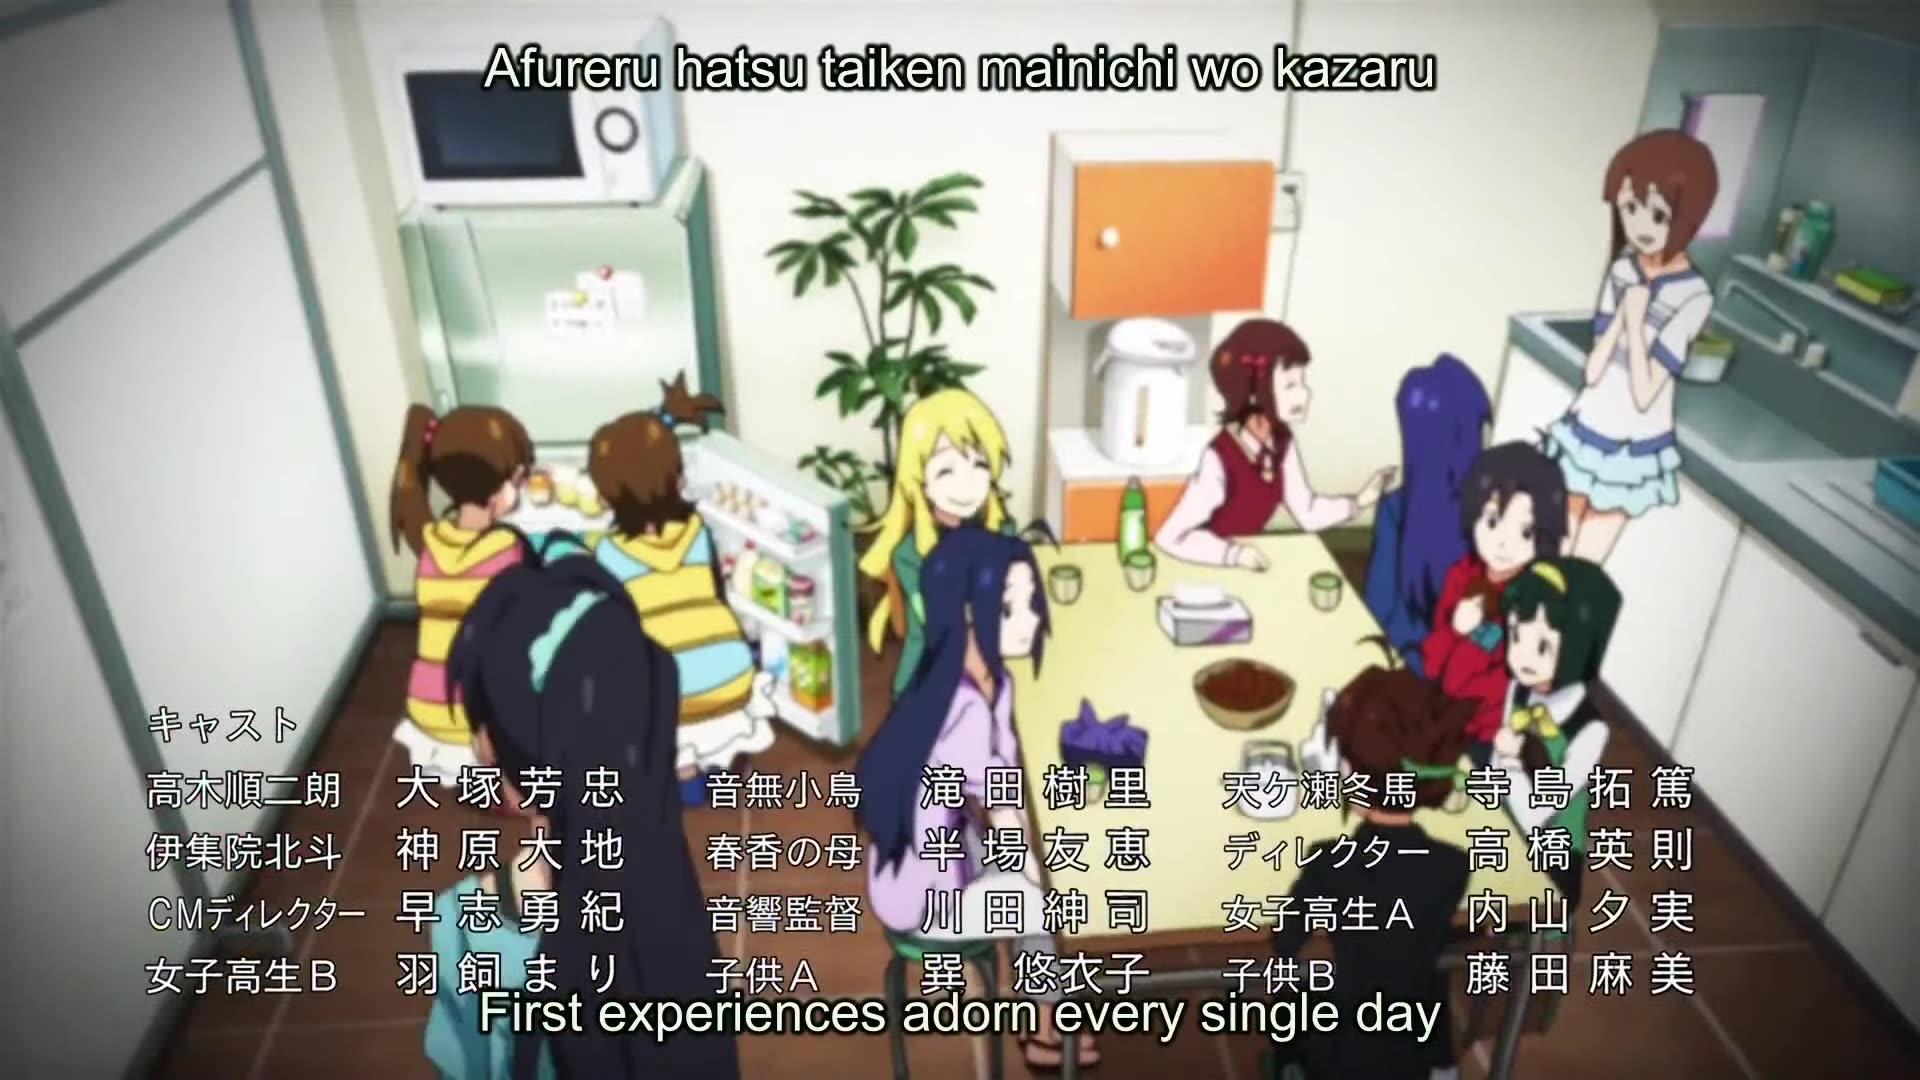 Afureru hatsu taiken mainichi wo kazaru
キャスト
高木順二朗 大塚芳忠 音無小鳥 滝田樹里 天ケ瀬冬馬 寺島拓篤
伊集院北斗 神原大地 春香の母 半場友恵 ディレクター 高橋英則
CMディレクター 早志勇紀 音響監督 川田紳司 女子高生A 内山夕実
女子高生B 羽飼まり 子供A 巽 悠衣子 子供B 藤田麻美
First experiences adorn every single day